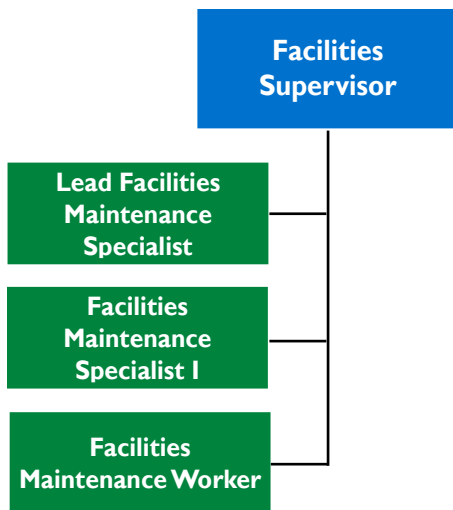 Facilities
Supervisor
Lead Facilities
Maintenance
Specialist
Facilities
Maintenance
Specialist I
Facilities
Maintenance Worker